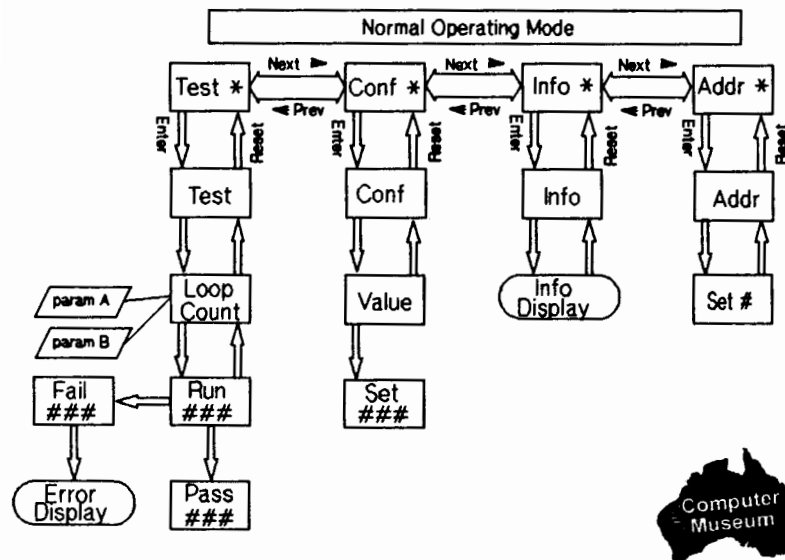 Normal Operating Mode
Next Next Next
Test * Conf * Info * Addr *
Prev Prev Prev
Enter Reset Enter Reset Enter Reset Enter Reset
Test Conf Info Addr
param A
Loop
Count
Value
Info
Display
Set #
param B
Fail
###
Run
###
Set
###
Error
Display
Pass
###
Computer
Museum